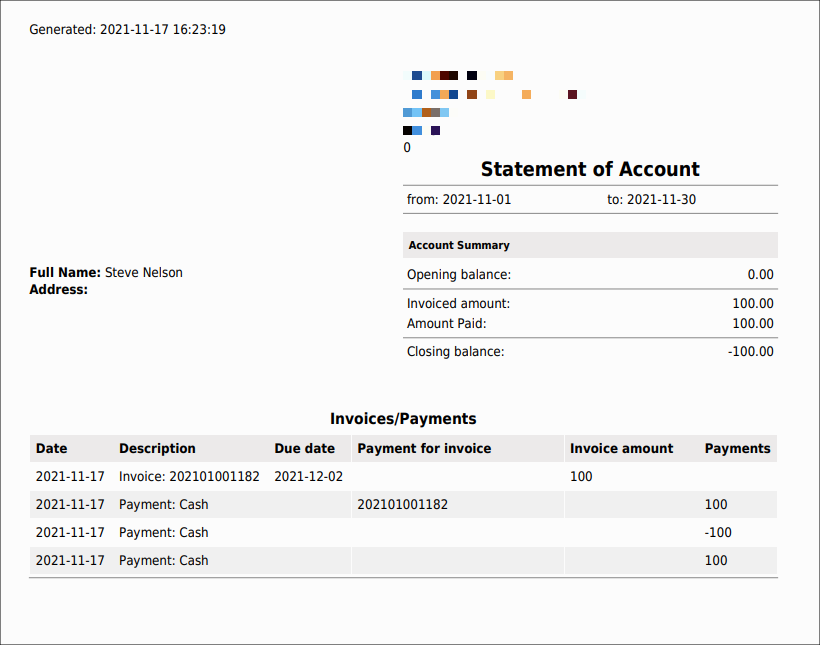 Generated: 2021-11-17 16:23:19
0
Statement of Account
from: 2021-11-01 to: 2021-11-30
Account Summary
Opening balance: 0.00
Invoiced amount: 100.00
Amount Paid: 100.00
Closing balance: -100.00
Full Name: Steve Nelson
Address:
Invoices/Payments
Date Description Due date Payment for invoice Invoice amount Payments
2021-11-17 Invoice: 202101001182 2021-12-02 100
2021-11-17 Payment: Cash 202101001182 100
2021-11-17 Payment: Cash -100
2021-11-17 Payment: Cash 100